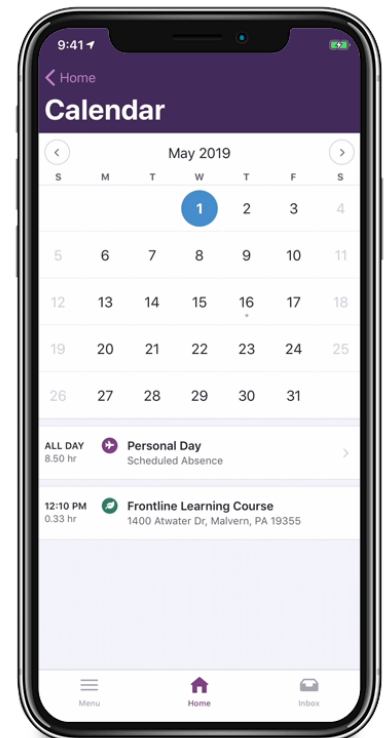 9:41
Home
Calendar
May 2019
S M T W T F S
1 2 3 4
5 6 7 8 9 10 11
12 13 14 15 16 17 18
19 20 21 22 23 24 25
26 27 28 29 30 31
ALL DAY Personal Day
8.50 hr Scheduled Absence
12:10 PM Frontline Learning Course
0.33 hr 1400 Atwater Dr, Malvern, PA 19355
Menu Home Inbox